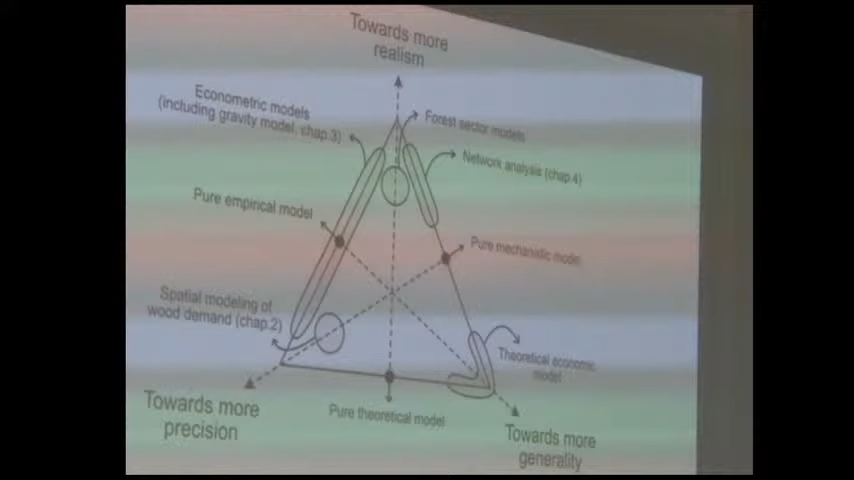 Towards more
realism
Econometric models
(including gravity model, chap.3)
Forest sector models
Network analysis (chap.4)
Pure empirical model
Pure mechanistic model
Spatial modeling of
wood demand (chap.2)
Theoretical economic
model
Towards more
precision
Pure theoretical model
Towards more
generality